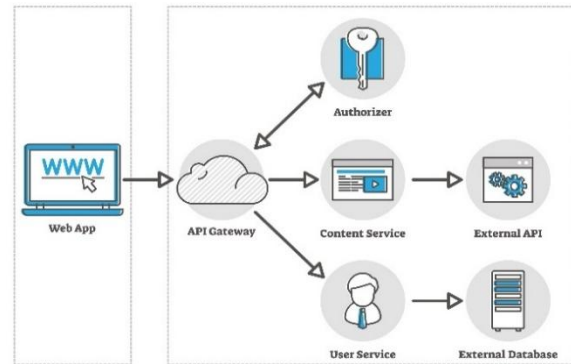 WWW
Web App
API Gateway
Authorizer
Content Service
External API
User Service
External Database